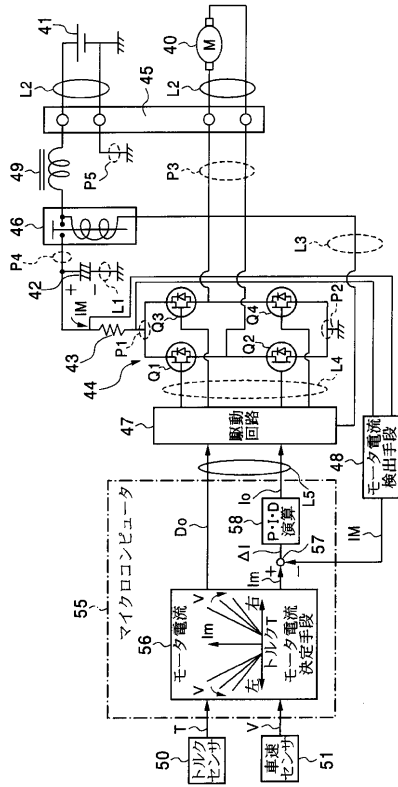 55
マイクロコンピュータ
50
トルクセンサ
T
51
車速センサ
V
56
モータ電流
V
V
Im
左
右
トルクT
モータ電流決定手段
Do
Im
+
−
57
ΔI
58
P・I・D演算
Io
L5
IM
48
モータ電流検出手段
47
駆動回路
44
Q1
Q2
Q3
Q4
L4
P1
P2
43
IM
42
+
−
L1
P4
46
49
L3
P3
P5
45
L2
L2
41
40
M